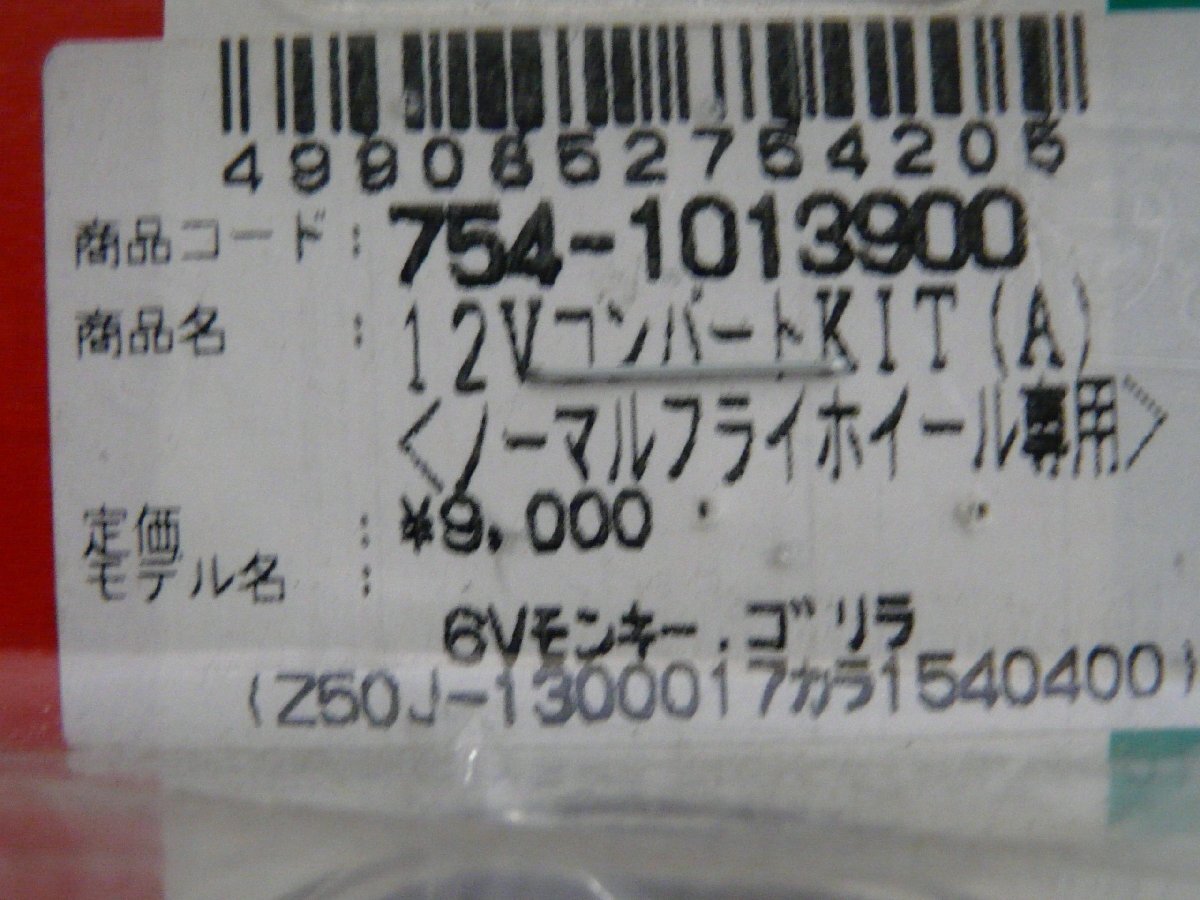 4990852754205
商品コード : 754-1013900
商品名 : 12VコンバートKIT(A)
<ノーマルフライホイール専用>
定価 : ¥9,000
モデル名 :
6Vモンキー.ゴリラ
(Z50J-1300017カラ1540400)